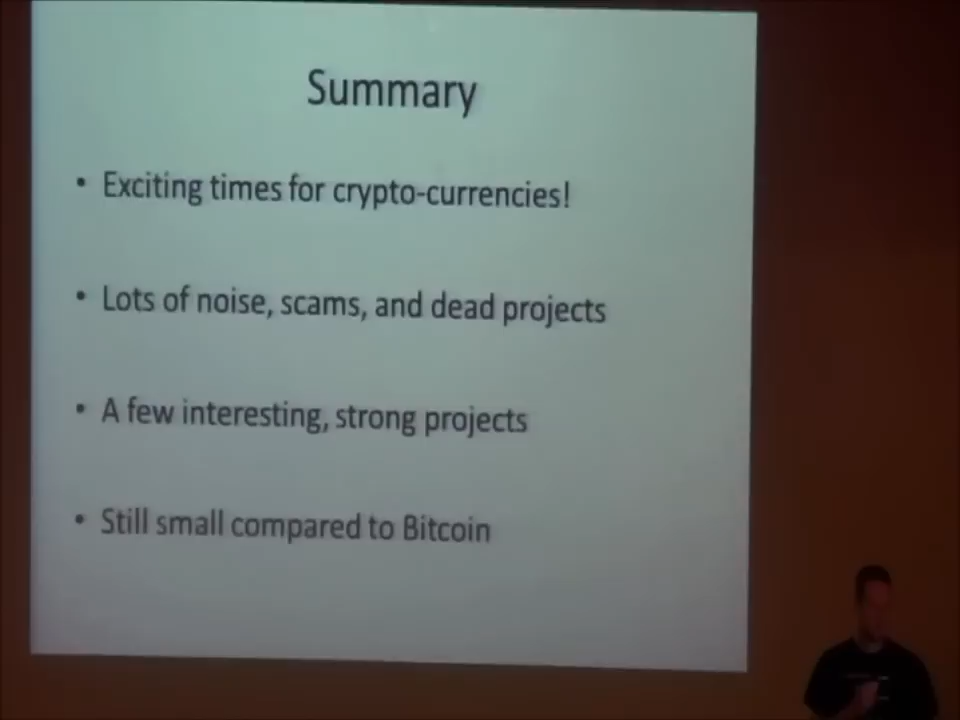 Summary
• Exciting times for crypto-currencies!
• Lots of noise, scams, and dead projects
• A few interesting, strong projects
• Still small compared to Bitcoin